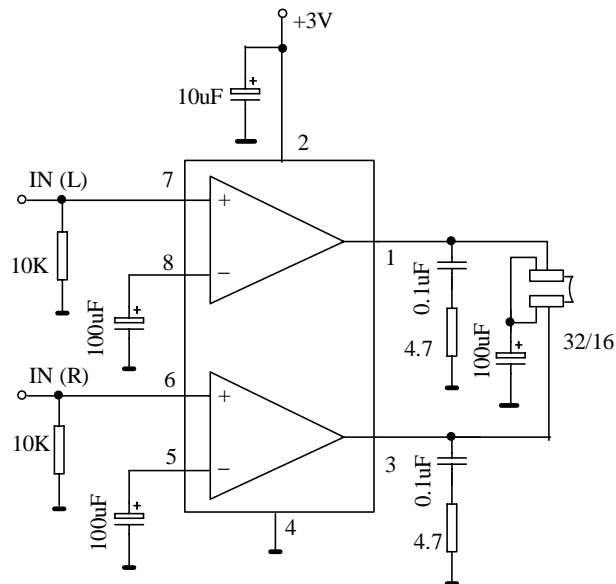 +3V
+
10uF
2
IN (L)
7
+
1
10K
8
−
0.1uF
+
100uF
4.7
+
100uF
32/16
IN (R)
6
+
3
10K
5
−
0.1uF
+
100uF
4
4.7